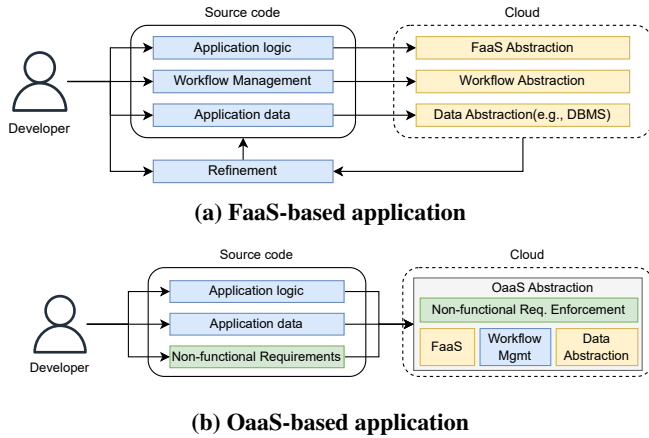 Source code
Cloud
Application logic
FaaS Abstraction
Workflow Management
Workflow Abstraction
Application data
Data Abstraction(e.g., DBMS)
Developer
Refinement
(a) FaaS-based application
Source code
Cloud
OaaS Abstraction
Application logic
Non-functional Req. Enforcement
Application data
FaaS
Workflow
Mgmt
Data
Abstraction
Non-functional Requirements
Developer
(b) OaaS-based application